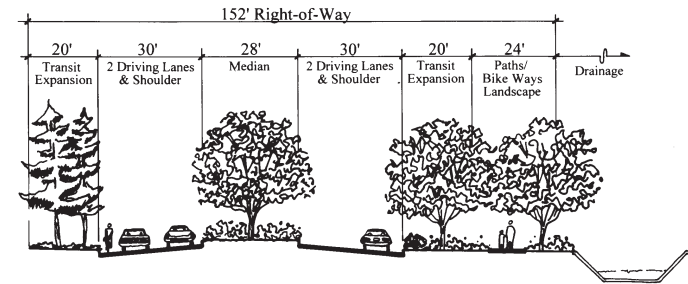 152' Right-of-Way
20'
30'
28'
30'
20'
24'
Transit
Expansion
2 Driving Lanes
& Shoulder
Median
2 Driving Lanes
& Shoulder
Transit
Expansion
Paths/
Bike Ways
Landscape
Drainage